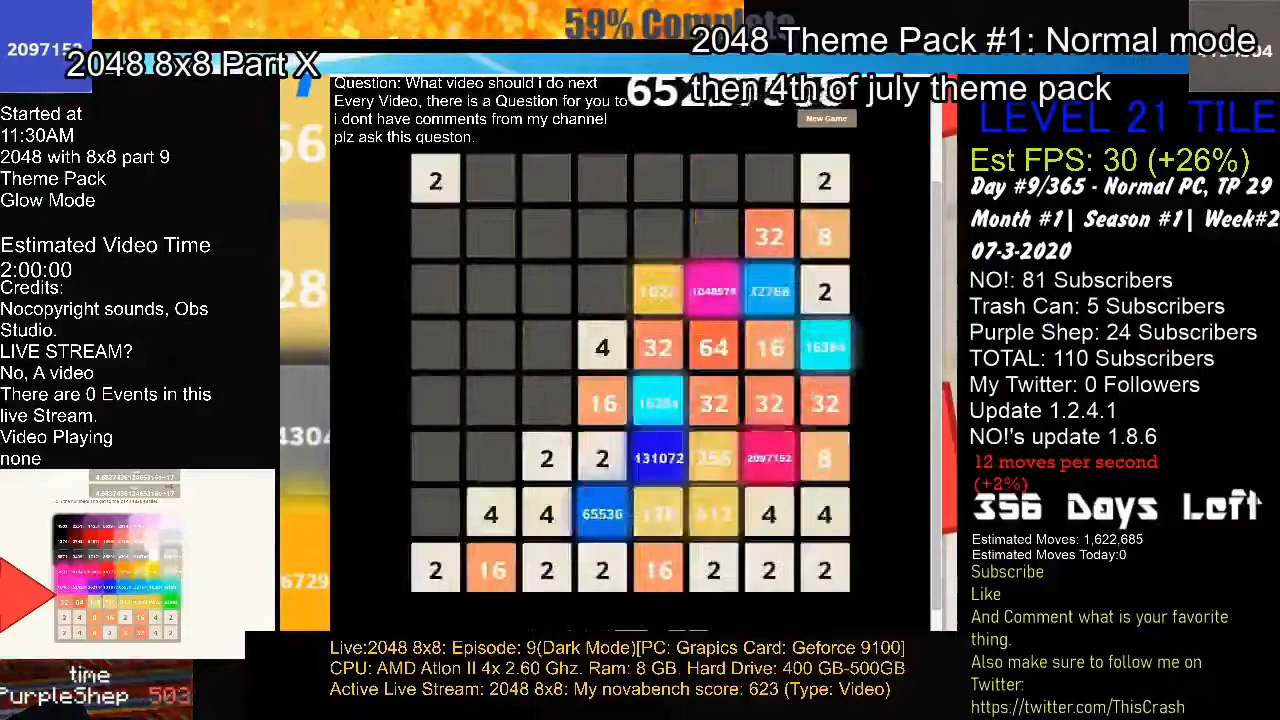 59% Complete
2097152
2048 8x8 Part X
2048 Theme Pack #1: Normal mode
then 4th of july theme pack
Question: What video should i do next
Every Video, there is a Question for you to
i dont have comments from my channel
plz ask this queston.
New Game
Started at
11:30AM
2048 with 8x8 part 9
Theme Pack
Glow Mode
Estimated Video Time
2:00:00
Credits:
Nocopyright sounds, Obs
Studio.
LIVE STREAM?
No, A video
There are 0 Events in this
live Stream.
Video Playing
none
time
PurpleShep 503
2 2
32 8
1048576 32768 2
4 32 64 16 16384
16 16384 32 32 32
2 2 131072 256 2097152 8
4 4 65536 128 512 4 4
2 16 2 2 16 2 2 2
Live:2048 8x8: Episode: 9(Dark Mode)[PC: Grapics Card: Geforce 9100]
CPU: AMD Atlon II 4x 2.60 Ghz. Ram: 8 GB. Hard Drive: 400 GB-500GB
Active Live Stream: 2048 8x8: My novabench score: 623 (Type: Video)
LEVEL 21 TILE
Est FPS: 30 (+26%)
Day #9/365 - Normal PC, TP 29
Month #1| Season #1| Week#2
07-3-2020
NO!: 81 Subscribers
Trash Can: 5 Subscribers
Purple Shep: 24 Subscribers
TOTAL: 110 Subscribers
My Twitter: 0 Followers
Update 1.2.4.1
NO!'s update 1.8.6
12 moves per second
(+2%)
356 Days Left
Estimated Moves: 1,622,685
Estimated Moves Today:0
Subscribe
Like
And Comment what is your favorite
thing.
Also make sure to follow me on
Twitter:
https://twitter.com/ThisCrash